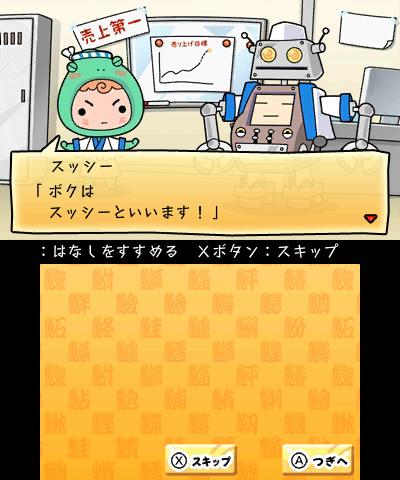 売上第一
売り上げ目標
スッシー
「ボクは
スッシーといいます！」
：はなしをすすめる　Xボタン：スキップ
Ⓧ スキップ
Ⓐ つぎへ